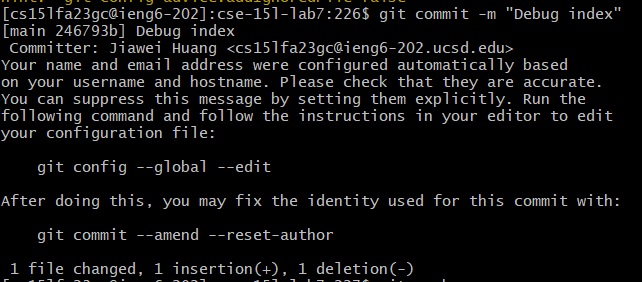 [cs15lfa23gc@ieng6-202]:cse-15l-lab7:226$ git commit -m "Debug index"
[main 246793b] Debug index
 Committer: Jiawei Huang <cs15lfa23gc@ieng6-202.ucsd.edu>
Your name and email address were configured automatically based
on your username and hostname. Please check that they are accurate.
You can suppress this message by setting them explicitly. Run the
following command and follow the instructions in your editor to edit
your configuration file:

    git config --global --edit

After doing this, you may fix the identity used for this commit with:

    git commit --amend --reset-author

 1 file changed, 1 insertion(+), 1 deletion(-)